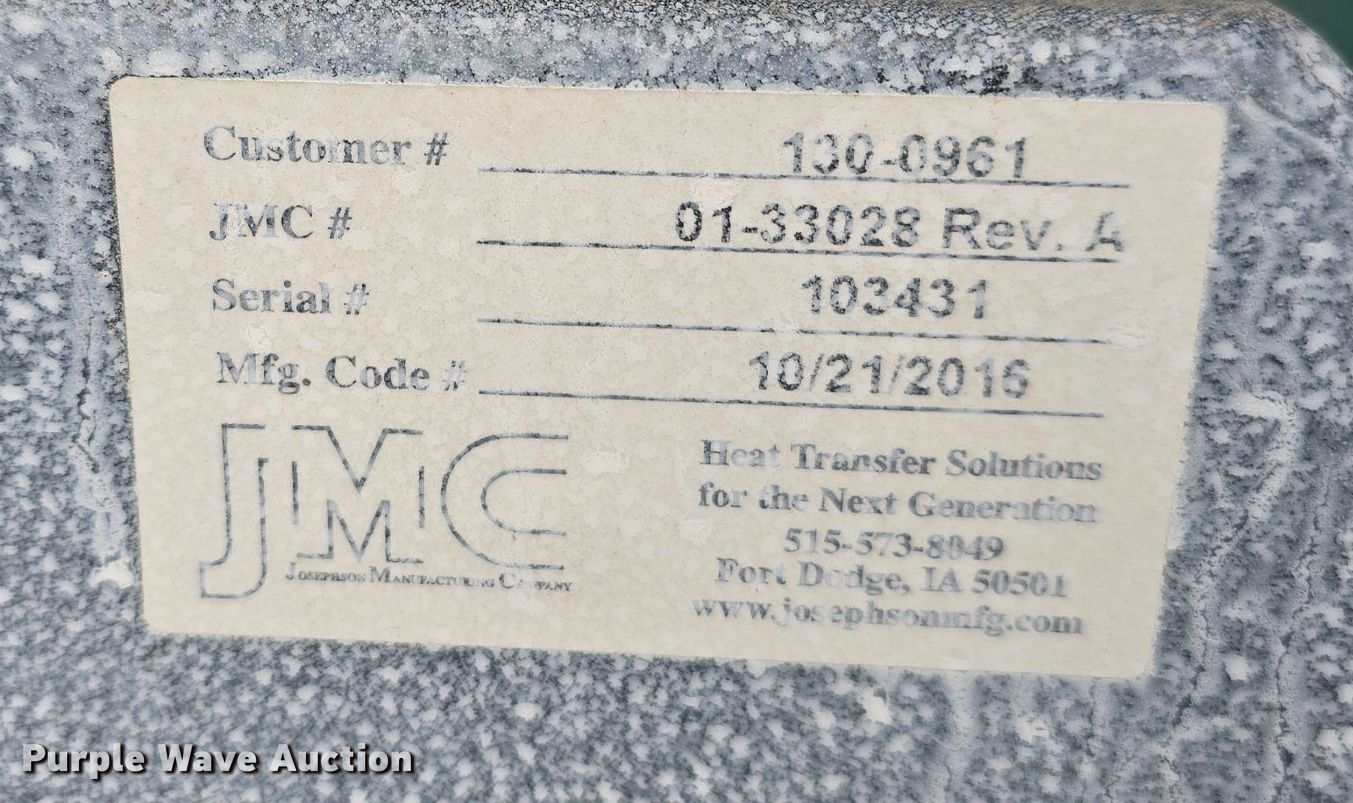 Customer # 130-0961
JMC # 01-33028 Rev. A
Serial # 103431
Mfg. Code # 10/21/2016
JMC
Josephson Manufacturing Company
Heat Transfer Solutions
for the Next Generation
515-573-8049
Fort Dodge, IA 50501
www.josephsonmfg.com
Purple Wave Auction